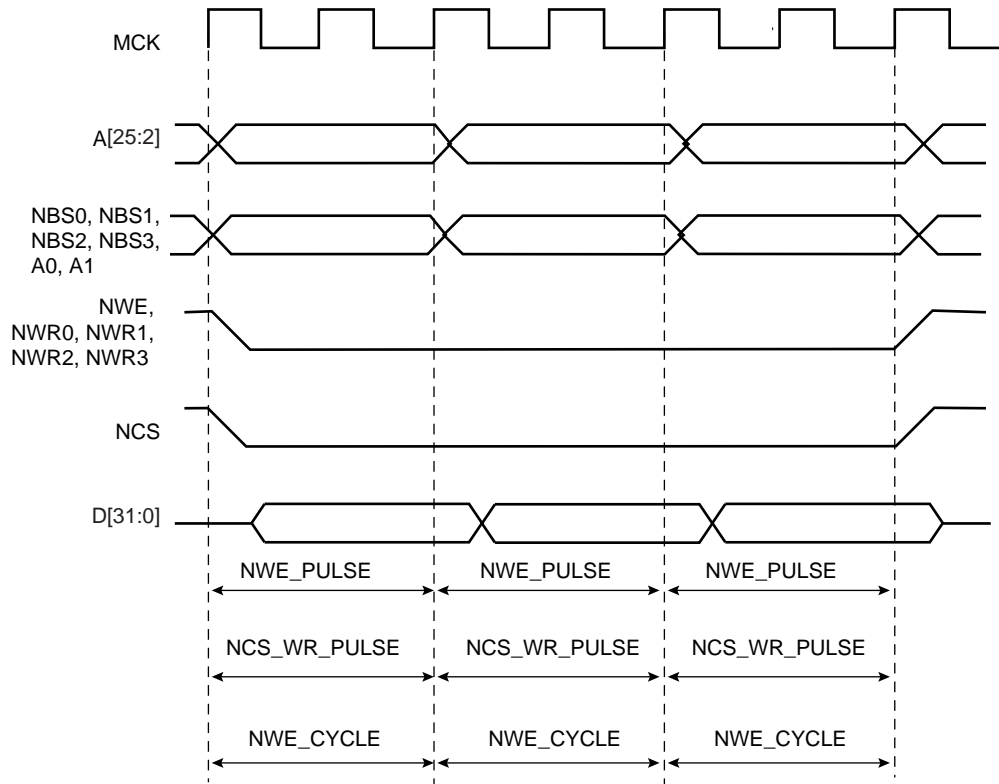 MCK
A[25:2]
NBS0, NBS1,
NBS2, NBS3,
A0, A1
NWE,
NWR0, NWR1,
NWR2, NWR3
NCS
D[31:0]
NWE_PULSE NWE_PULSE NWE_PULSE
NCS_WR_PULSE NCS_WR_PULSE NCS_WR_PULSE
NWE_CYCLE NWE_CYCLE NWE_CYCLE